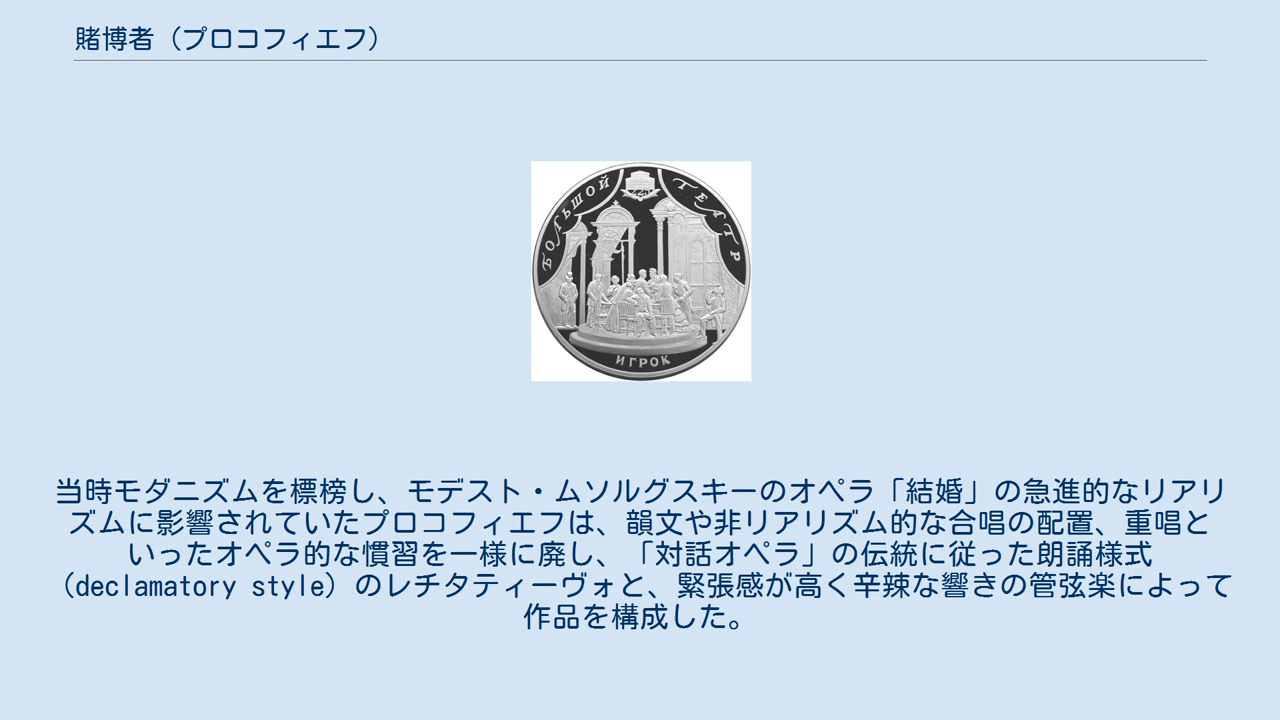 賭博者（プロコフィエフ）
БОЛЬШОЙ ТЕАТР
225
ИГРОК
当時モダニズムを標榜し、モデスト・ムソルグスキーのオペラ「結婚」の急進的なリアリ
ズムに影響されていたプロコフィエフは、韻文や非リアリズム的な合唱の配置、重唱と
いったオペラ的な慣習を一様に廃し、「対話オペラ」の伝統に従った朗誦様式
（declamatory style）のレチタティーヴォと、緊張感が高く辛辣な響きの管弦楽によって
作品を構成した。